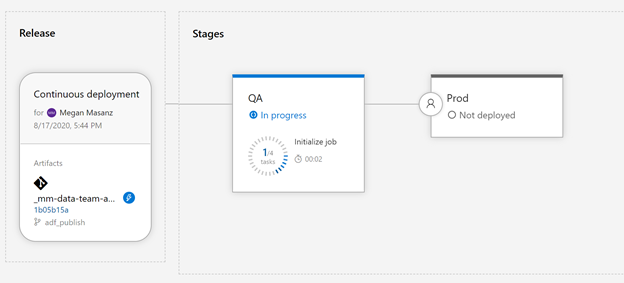 Release
Stages
Continuous deployment
for Megan Masanz
8/17/2020, 5:44 PM
Artifacts
_mm-data-team-a...
1b05b15a
adf_publish
QA
In progress
1/4
tasks
Initialize job
00:02
Prod
Not deployed